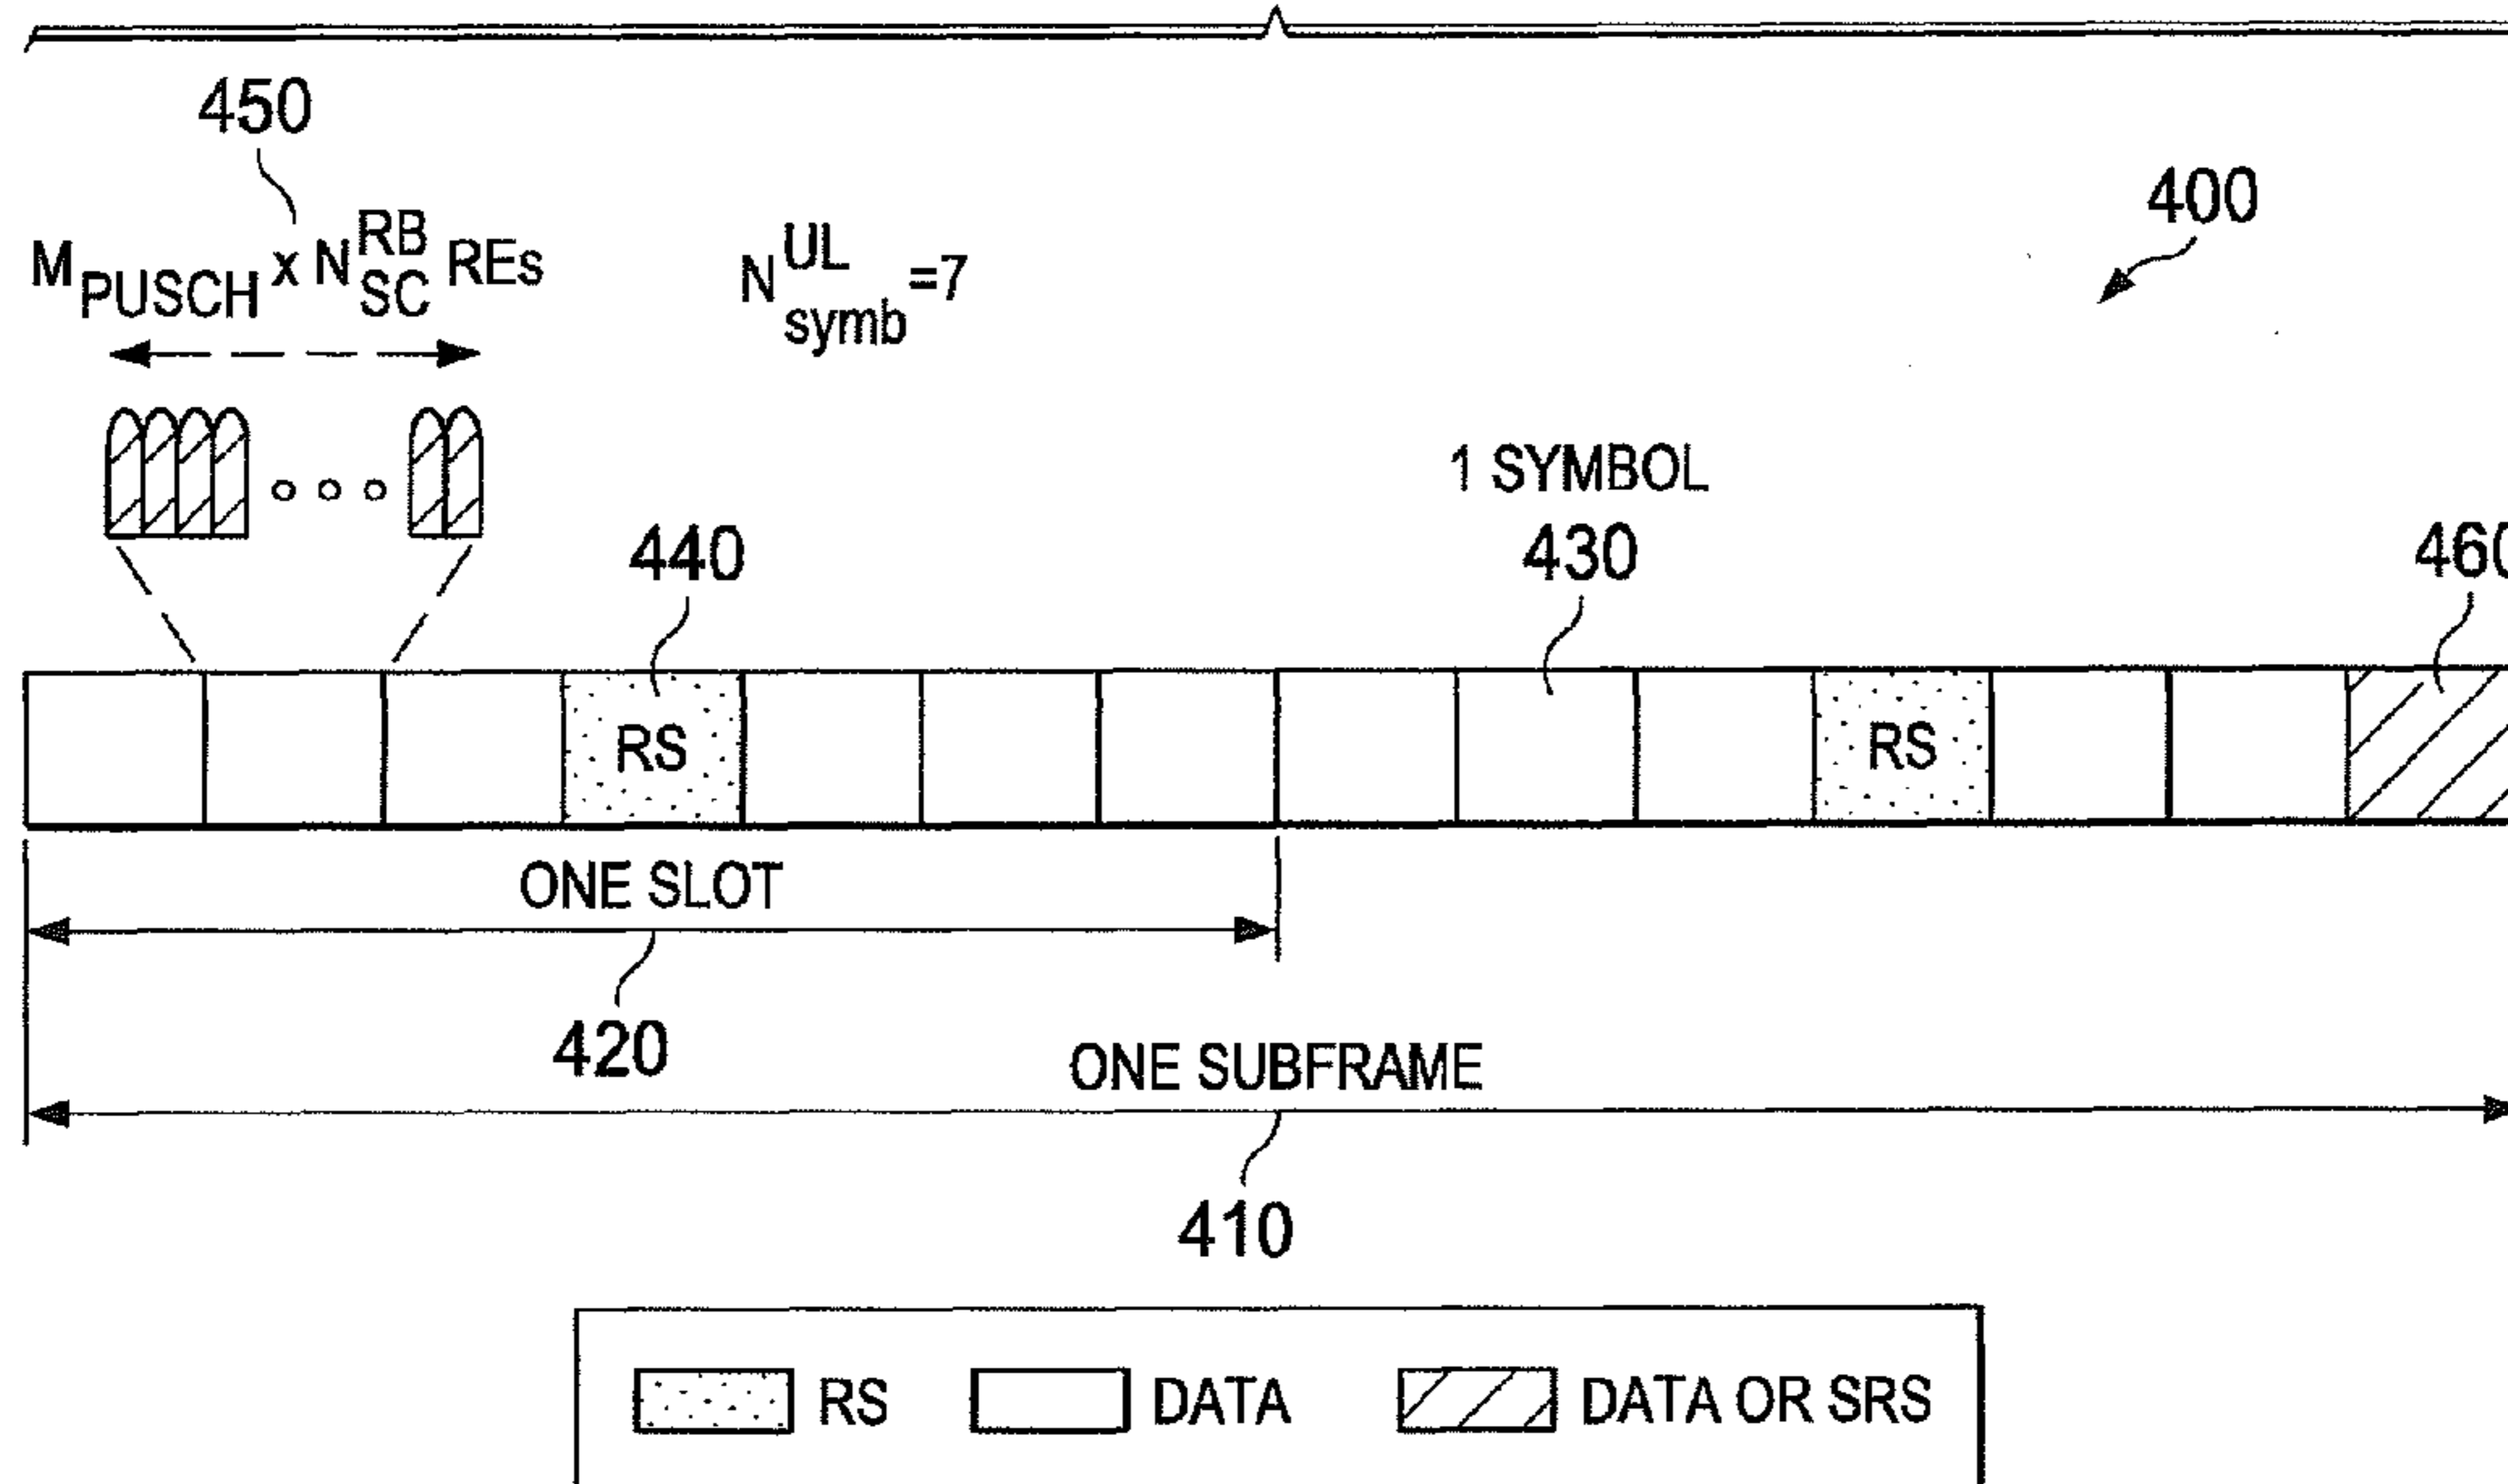 450
400
M PUSCH x N RB SC REs
N UL symb =7
1 SYMBOL
440
430
460
RS
RS
ONE SLOT
420
ONE SUBFRAME
410
RS
DATA
DATA OR SRS